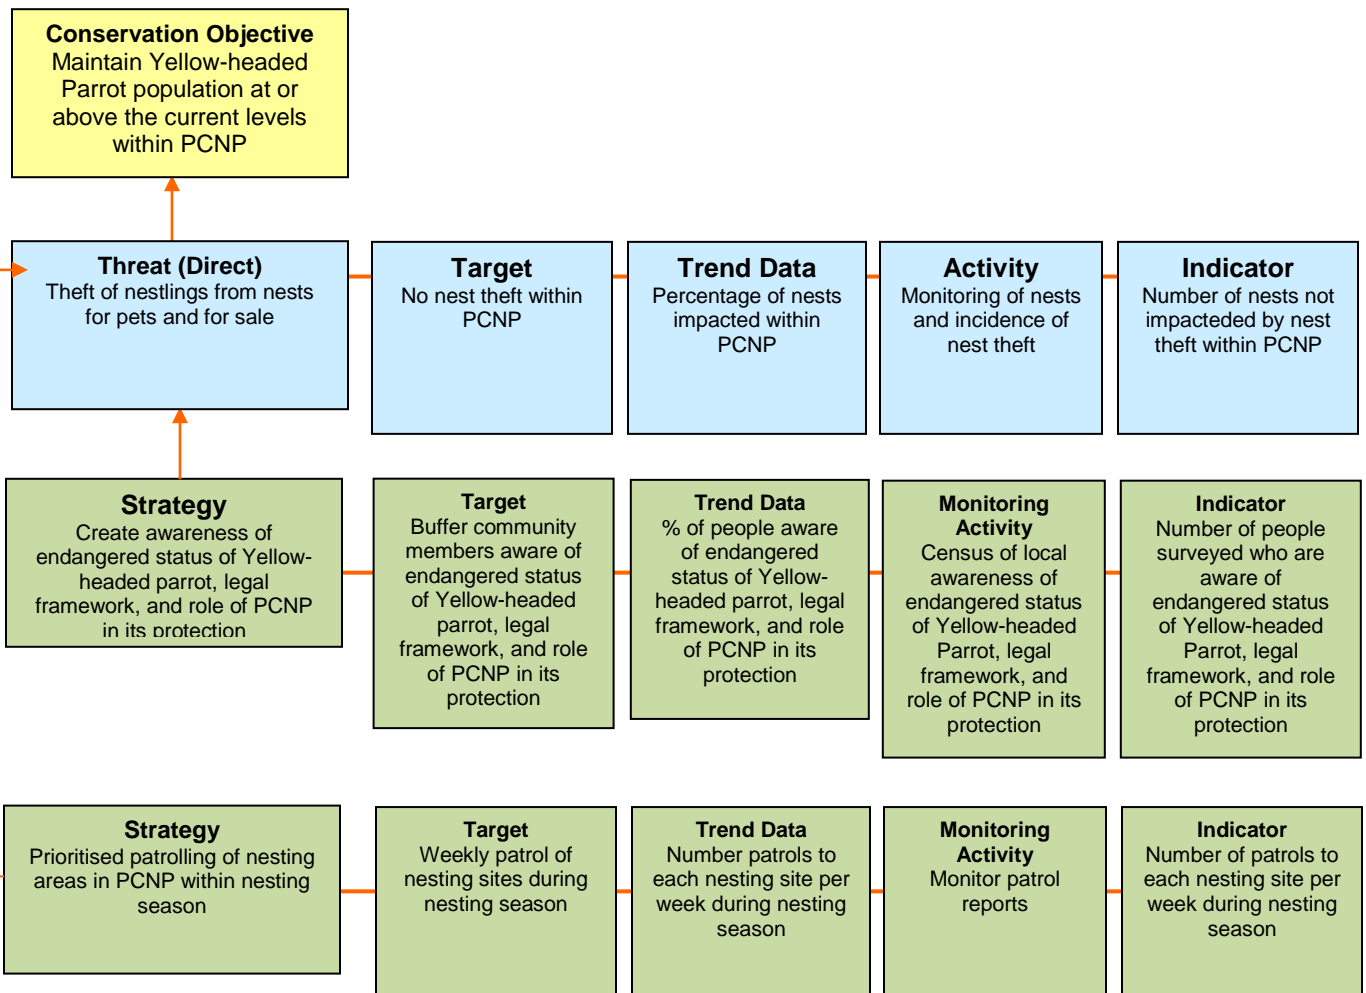 Conservation Objective
Maintain Yellow-headed
Parrot population at or
above the current levels
within PCNP
Threat (Direct)
Theft of nestlings from nests
for pets and for sale
Target
No nest theft within
PCNP
Trend Data
Percentage of nests
impacted within
PCNP
Activity
Monitoring of nests
and incidence of
nest theft
Indicator
Number of nests not
impacteded by nest
theft within PCNP
Strategy
Create awareness of
endangered status of Yellow-
headed parrot, legal
framework, and role of PCNP
in its protection
Target
Buffer community
members aware of
endangered status
of Yellow-headed
parrot, legal
framework, and role
of PCNP in its
protection
Trend Data
% of people aware
of endangered
status of Yellow-
headed parrot, legal
framework, and role
of PCNP in its
protection
Monitoring
Activity
Census of local
awareness of
endangered status
of Yellow-headed
Parrot, legal
framework, and
role of PCNP in its
protection
Indicator
Number of people
surveyed who are
aware of
endangered status
of Yellow-headed
Parrot, legal
framework, and role
of PCNP in its
protection
Strategy
Prioritised patrolling of nesting
areas in PCNP within nesting
season
Target
Weekly patrol of
nesting sites during
nesting season
Trend Data
Number patrols to
each nesting site per
week during nesting
season
Monitoring
Activity
Monitor patrol
reports
Indicator
Number of patrols to
each nesting site per
week during nesting
season